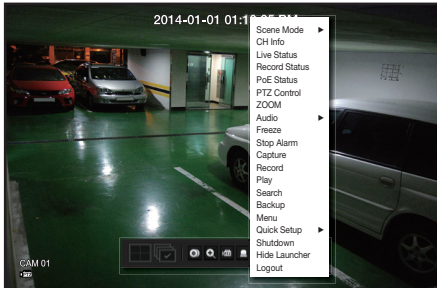 2014-01-01 01:1
Scene Mode
CH Info
Live Status
Record Status
PoE Status
PTZ Control
ZOOM
Audio
Freeze
Stop Alarm
Capture
Record
Play
Search
Backup
Menu
Quick Setup
Shutdown
Hide Launcher
Logout
CAM 01
PTZ